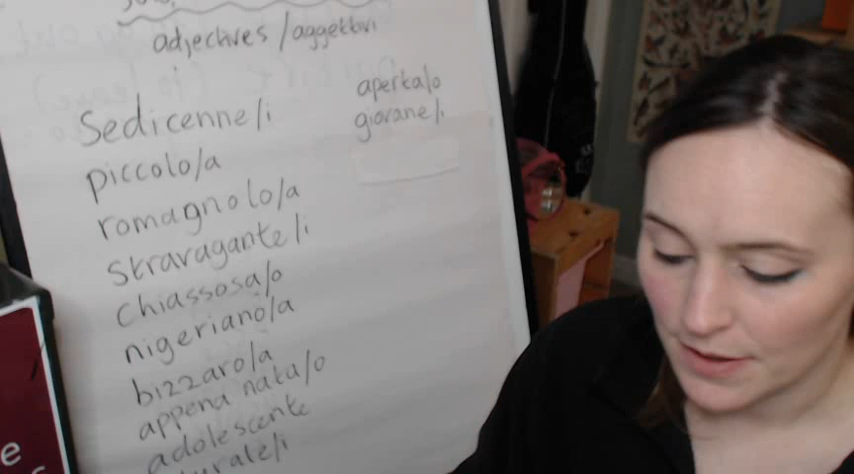 adjectives /aggettivi
Sedicenne/i
piccolo/a
romagnolo/a
stravagante/i
chiassosa/o
nigeriano/a
bizzaro/a
appena nata/o
adolescente
aperta/o
giovane/i
e